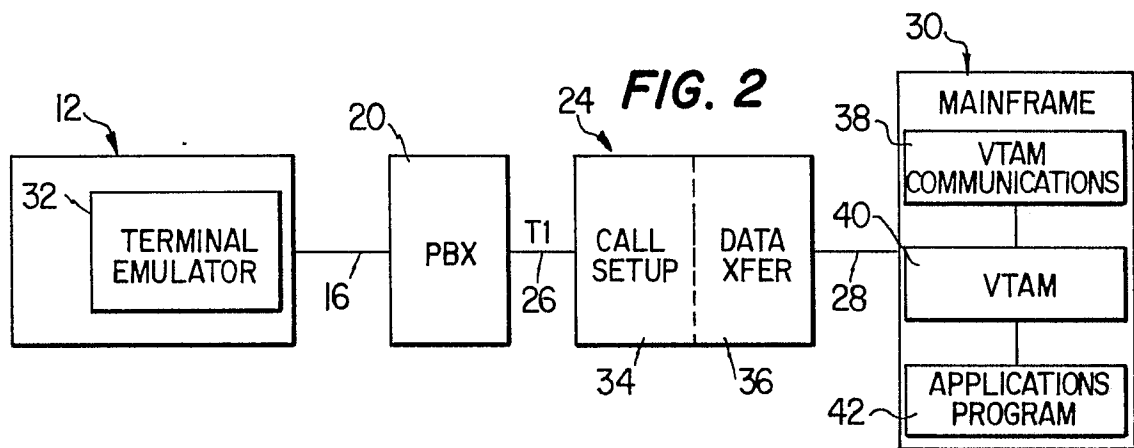 FIG. 2
12
32
TERMINAL
EMULATOR
16
20
PBX
T1
26
24
CALL
SETUP
DATA
XFER
34
36
28
30
MAINFRAME
38
VTAM
COMMUNICATIONS
40
VTAM
42
APPLICATIONS
PROGRAM